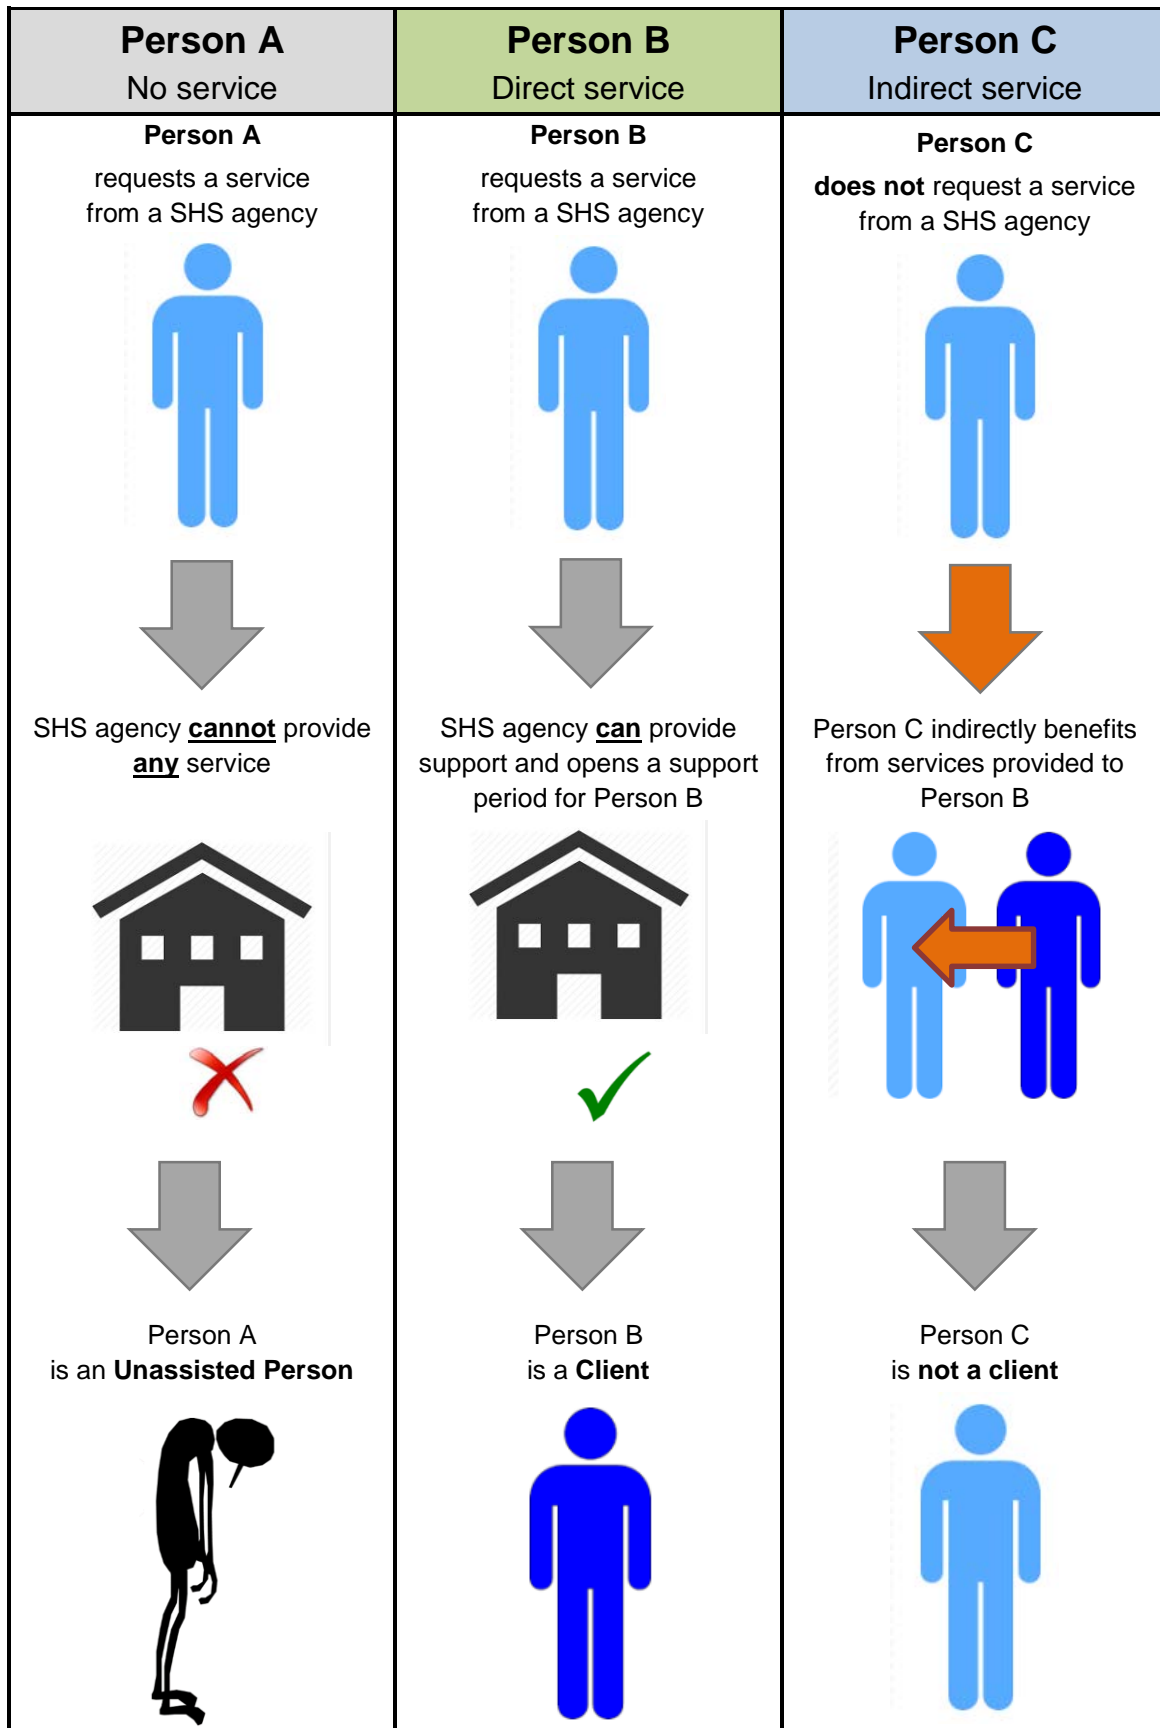 Person A
No service
Person B
Direct service
Person C
Indirect service
Person A
requests a service
from a SHS agency
SHS agency cannot provide
any service
Person A
is an Unassisted Person
Person B
requests a service
from a SHS agency
SHS agency can provide
support and opens a support
period for Person B
Person B
is a Client
Person C
does not request a service
from a SHS agency
Person C indirectly benefits
from services provided to
Person B
Person C
is not a client